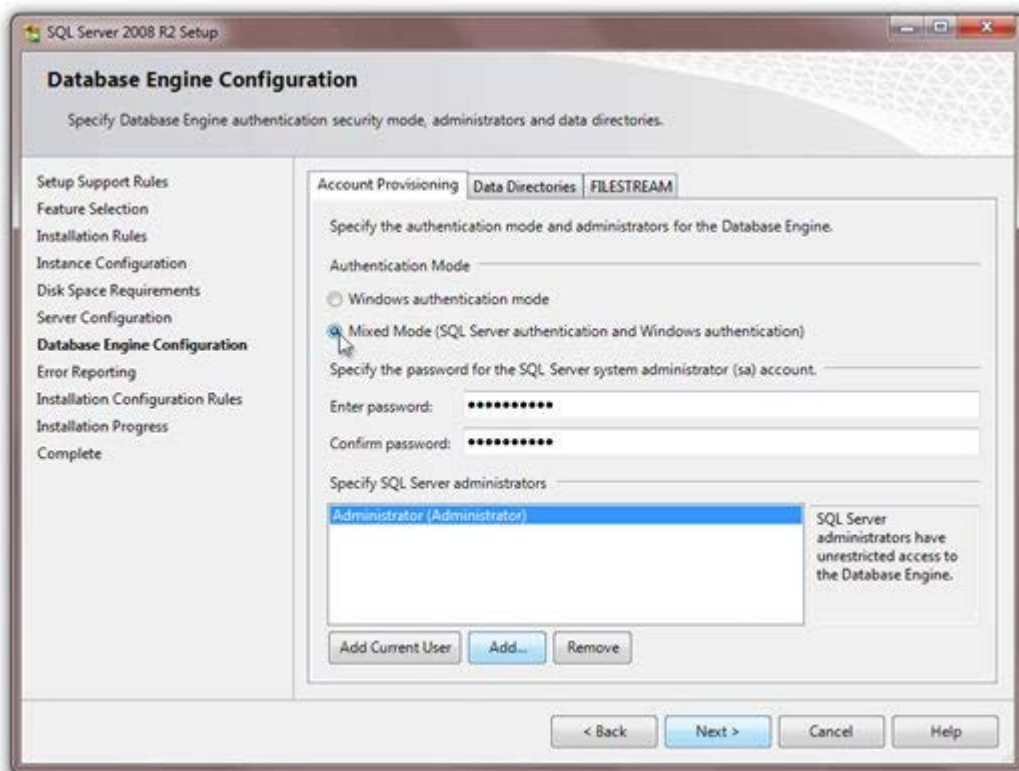 SQL Server 2008 R2 Setup
Database Engine Configuration
Specify Database Engine authentication security mode, administrators and data directories.
Setup Support Rules
Feature Selection
Installation Rules
Instance Configuration
Disk Space Requirements
Server Configuration
Database Engine Configuration
Error Reporting
Installation Configuration Rules
Installation Progress
Complete
Account Provisioning Data Directories FILESTREAM
Specify the authentication mode and administrators for the Database Engine.
Authentication Mode
Windows authentication mode
Mixed Mode (SQL Server authentication and Windows authentication)
Specify the password for the SQL Server system administrator (sa) account.
Enter password: ●●●●●●●●●●
Confirm password: ●●●●●●●●●●
Specify SQL Server administrators
Administrator (Administrator)
SQL Server
administrators have
unrestricted access to
the Database Engine.
Add Current User Add... Remove
< Back Next > Cancel Help